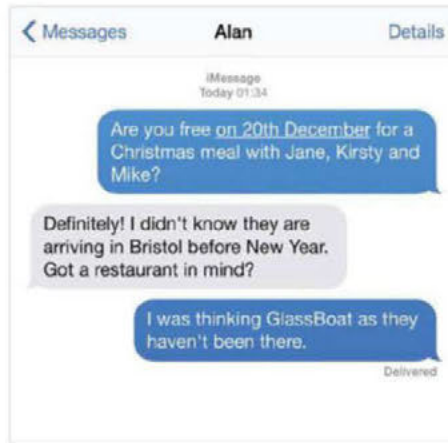 Messages Alan Details
iMessage
Today 01:34
Are you free on 20th December for a
Christmas meal with Jane, Kirsty and
Mike?
Definitely! I didn't know they are
arriving in Bristol before New Year.
Got a restaurant in mind?
I was thinking GlassBoat as they
haven't been there.
Delivered